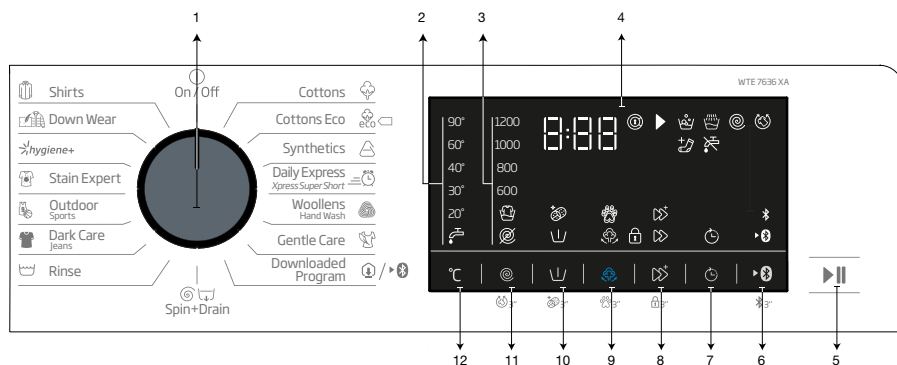 1
2
3
4
WTE 7636 XA
On/Off
Shirts
Down Wear
hygiene+
Stain Expert
Outdoor
Sports
Dark Care
Jeans
Rinse
Spin+Drain
Cottons
Cottons Eco
eco
Synthetics
Daily Express
Xpress Super Short
Woollens
Hand Wash
Gentle Care
Downloaded
Program
/
90° 1200 8:88
60° 1000
40° 800
30° 600
20°
°C
3" 3" 3" 3" 3"
12 11 10 9 8 7 6 5